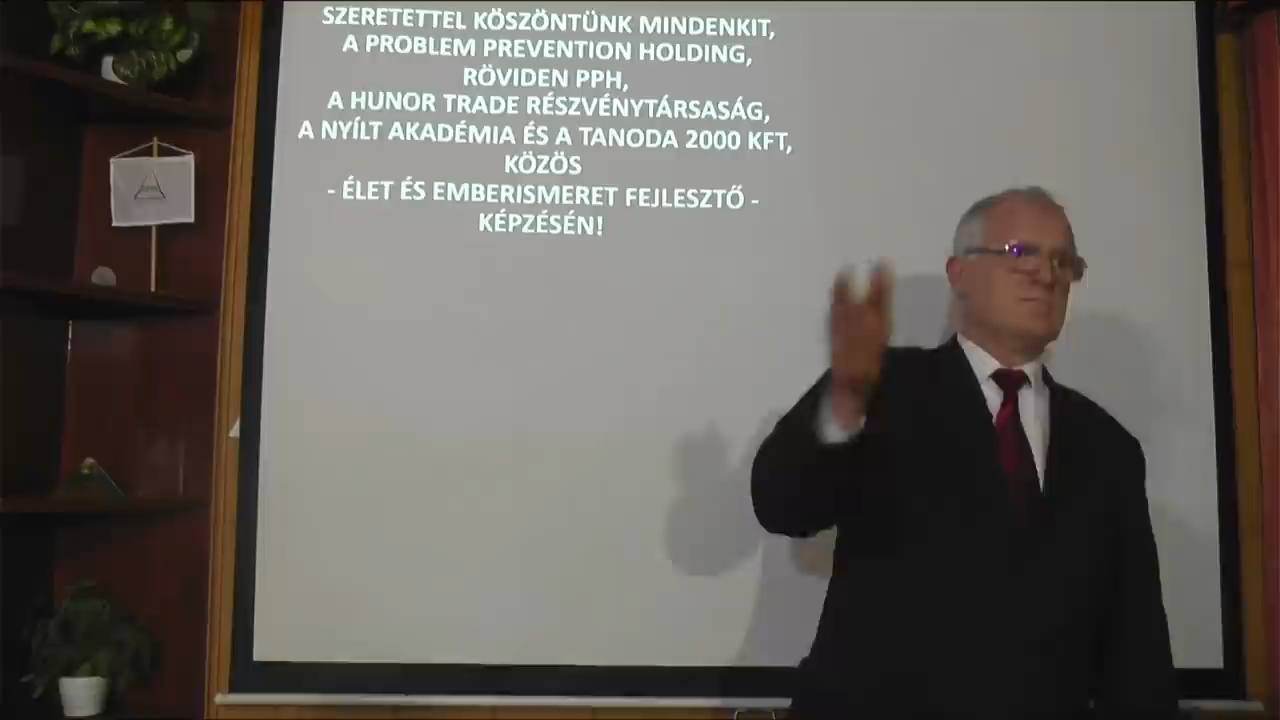 SZERETETTEL KÖSZÖNTÜNK MINDENKIT,
A PROBLEM PREVENTION HOLDING,
RÖVIDEN PPH,
A HUNOR TRADE RÉSZVÉNYTÁRSASÁG,
A NYÍLT AKADÉMIA ÉS A TANODA 2000 KFT,
KÖZÖS
- ÉLET ÉS EMBERISMERET FEJLESZTŐ -
KÉPZÉSÉN!